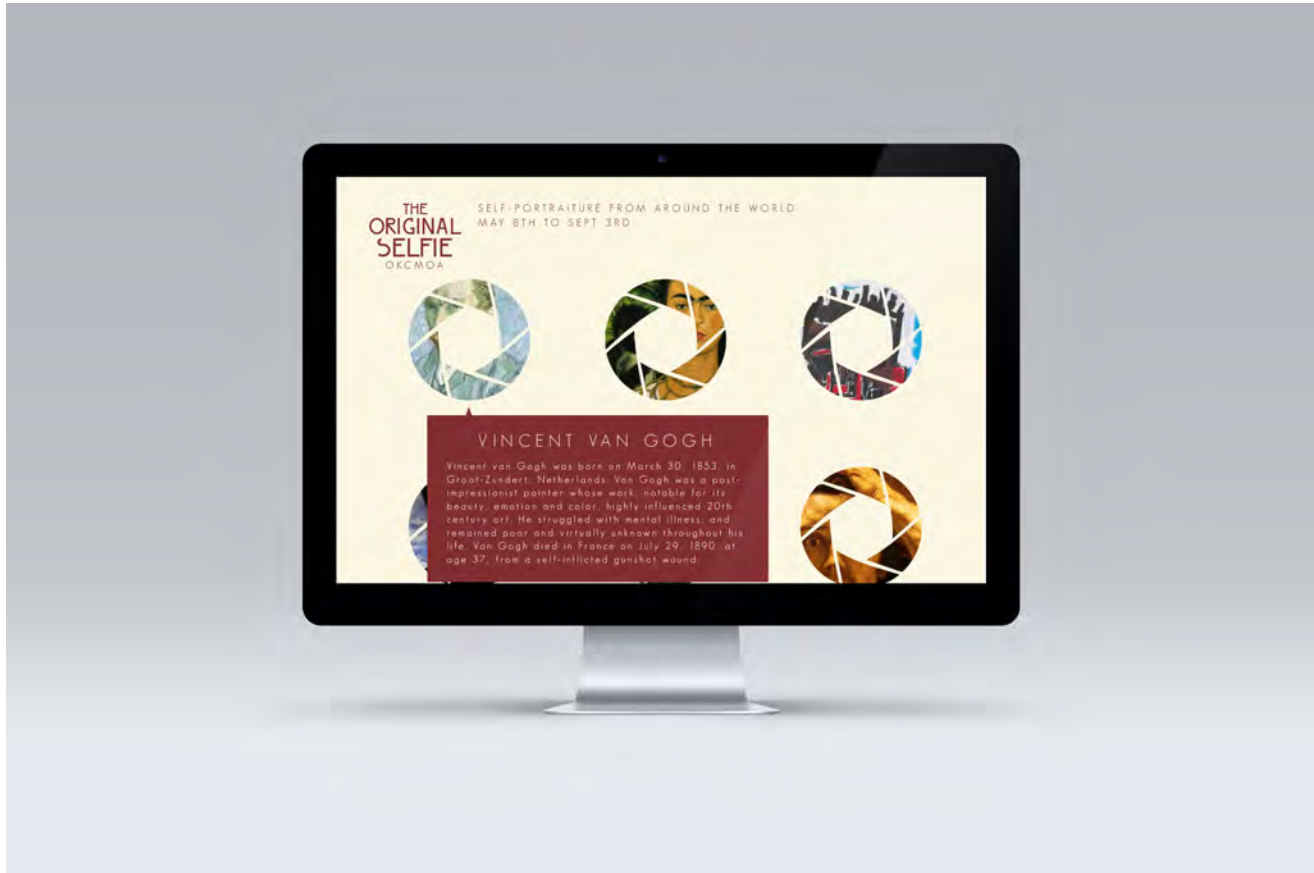 THE
ORIGINAL
SELFIE
OKCMOA
SELF-PORTRAITURE FROM AROUND THE WORLD
MAY 8TH TO SEPT 3RD
VINCENT VAN GOGH
Vincent van Gogh was born on March 30, 1853, in
Groot-Zundert, Netherlands. Van Gogh was a post-
impressionist painter whose work, notable for its
beauty, emotion and color, highly influenced 20th
century art. He struggled with mental illness, and
remained poor and virtually unknown throughout his
life. Van Gogh died in France on July 29, 1890, at
age 37, from a self-inflicted gunshot wound.